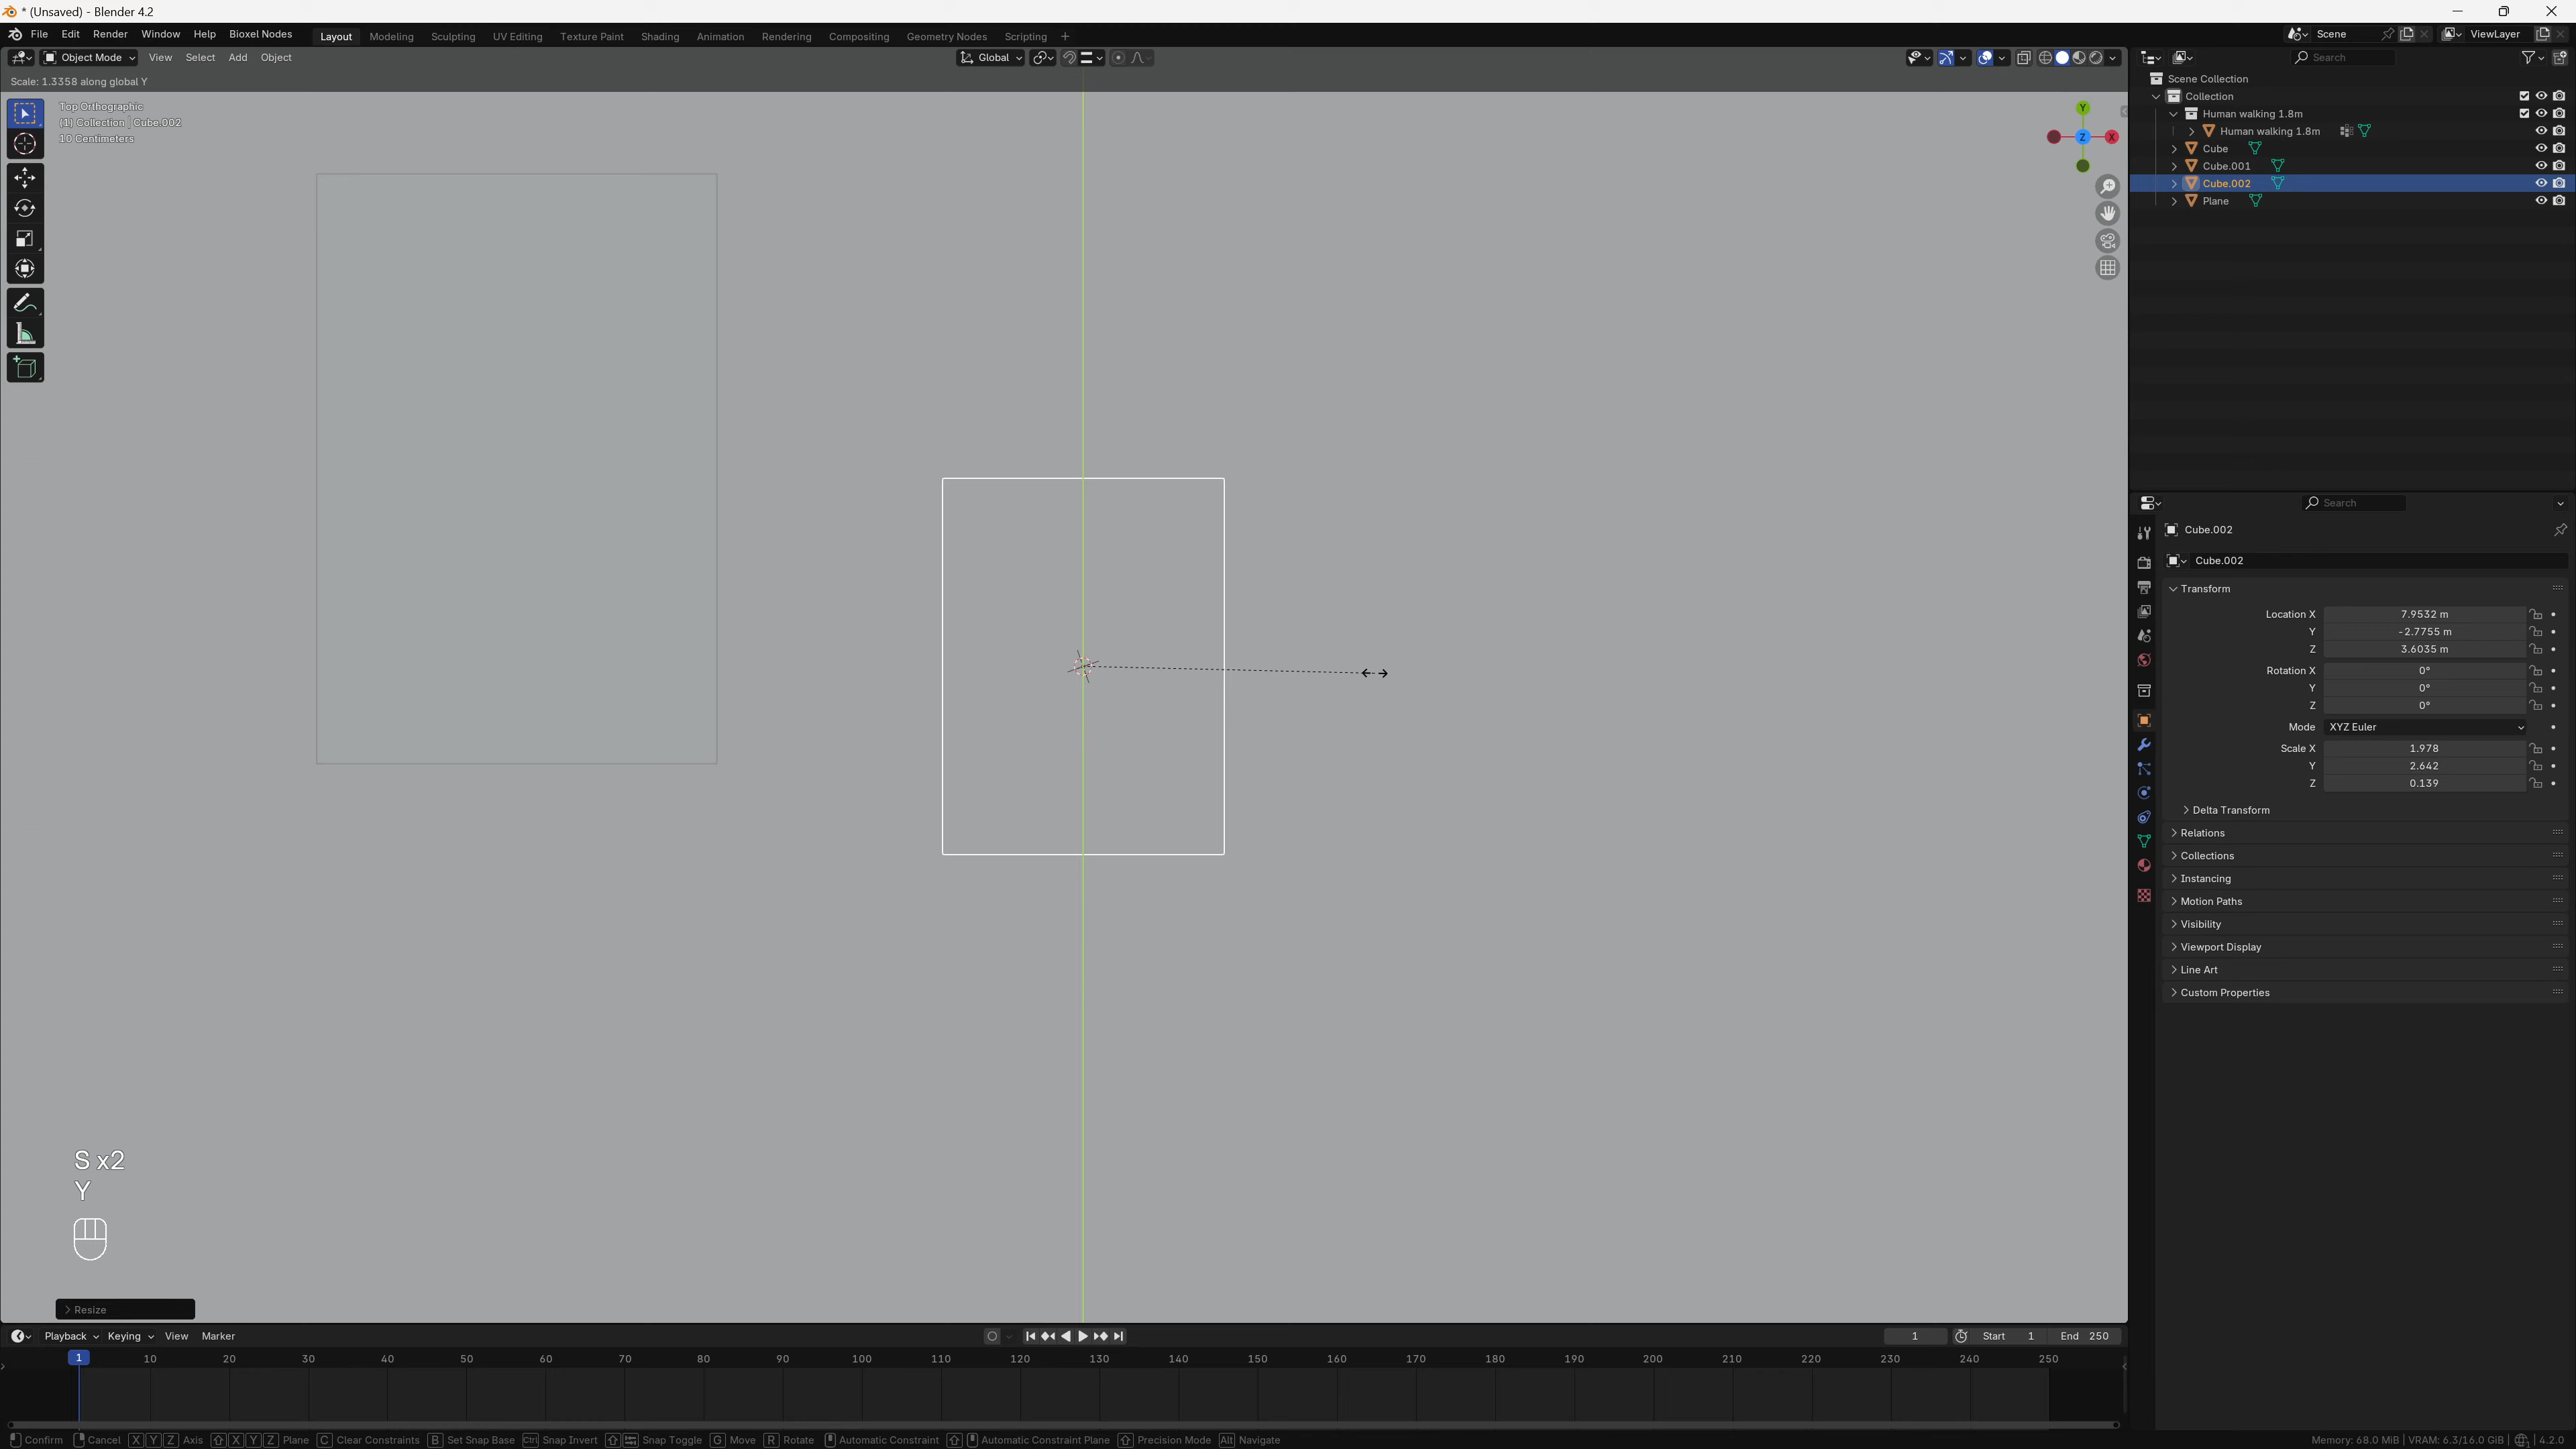 * (Unsaved) - Blender 4.2
File Edit Render Window Help Bioxel Nodes Layout Modeling Sculpting UV Editing Texture Paint Shading Animation Rendering Compositing Geometry Nodes Scripting +
Scene ViewLayer
Object Mode View Select Add Object Global
Search
Scale: 1.3358 along global Y
Top Orthographic
(1) Collection | Cube.002
10 Centimeters
Y
Z
X
Scene Collection
Collection
Human walking 1.8m
Human walking 1.8m
Cube
Cube.001
Cube.002
Plane
Search
Cube.002
Cube.002
Transform
Location X 7.9532 m
Y -2.7755 m
Z 3.6035 m
Rotation X 0°
Y 0°
Z 0°
Mode XYZ Euler
Scale X 1.978
Y 2.642
Z 0.139
Delta Transform
Relations
Collections
Instancing
Motion Paths
Visibility
Viewport Display
Line Art
Custom Properties
S x2
Y
Resize
Playback Keying View Marker 1 Start 1 End 250
1 10 20 30 40 50 60 70 80 90 100 110 120 130 140 150 160 170 180 190 200 210 220 230 240 250
Confirm Cancel X Y Z Axis X Y Z Plane C Clear Constraints B Set Snap Base Ctrl Snap Invert Snap Toggle G Move R Rotate Automatic Constraint Automatic Constraint Plane Precision Mode Alt Navigate
Memory: 68.0 MiB | VRAM: 6.3/16.0 GiB | 4.2.0